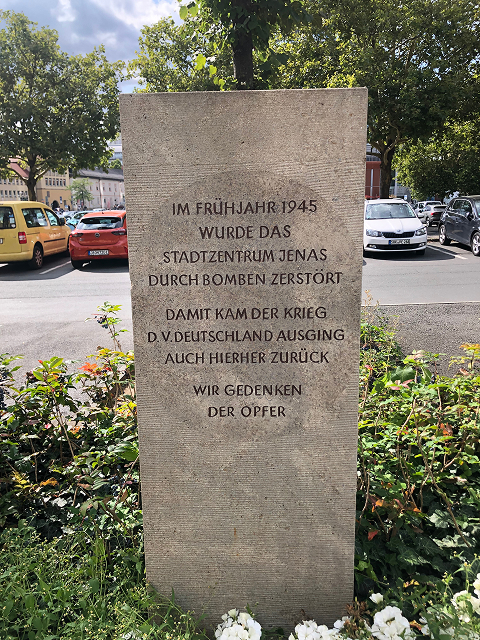 IM FRÜHJAHR 1945
WURDE DAS
STADTZENTRUM JENAS
DURCH BOMBEN ZERSTÖRT
DAMIT KAM DER KRIEG
D.V. DEUTSCHLAND AUSGING
AUCH HIERHER ZURÜCK
WIR GEDENKEN
DER OPFER